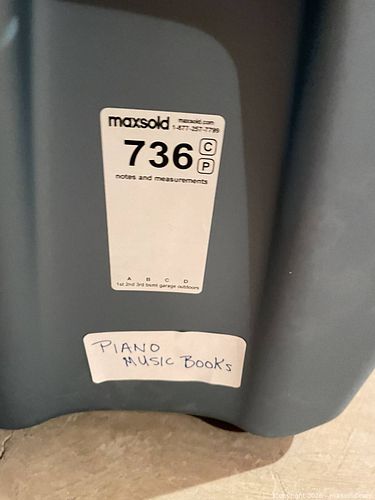 maxsold maxsold.com
1-877-257-7799
736 C
P
notes and measurements
A B C D
1st 2nd 3rd bsmt garage outdoors
PIANO
MUSIC BOOKS